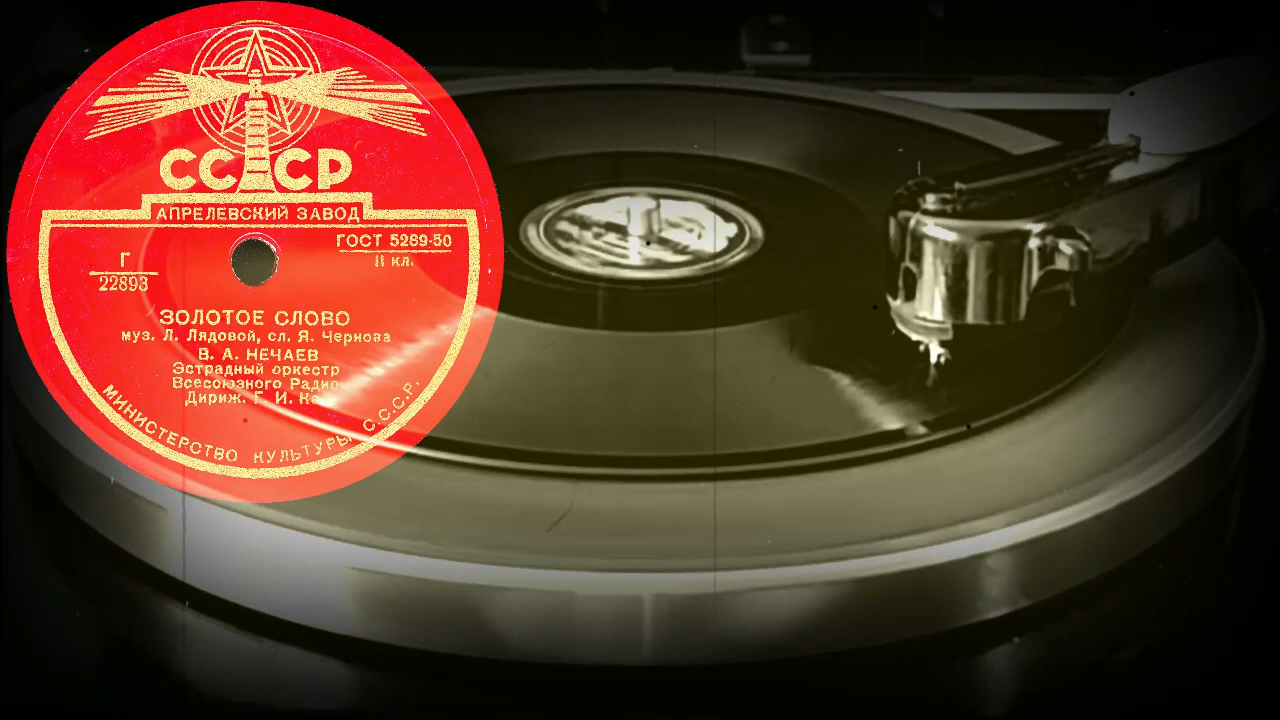 СССР
АПРЕЛЕВСКИЙ ЗАВОД
ГОСТ 5289-50
II кл.
Г
22893
ЗОЛОТОЕ СЛОВО
муз. Л. Лядовой, сл. Я. Чернова
В. А. НЕЧАЕВ
Эстрадный оркестр
Всесоюзного Радио
Дириж. Г. И.
МИНИСТЕРСТВО КУЛЬТУРЫ С.С.С.Р.